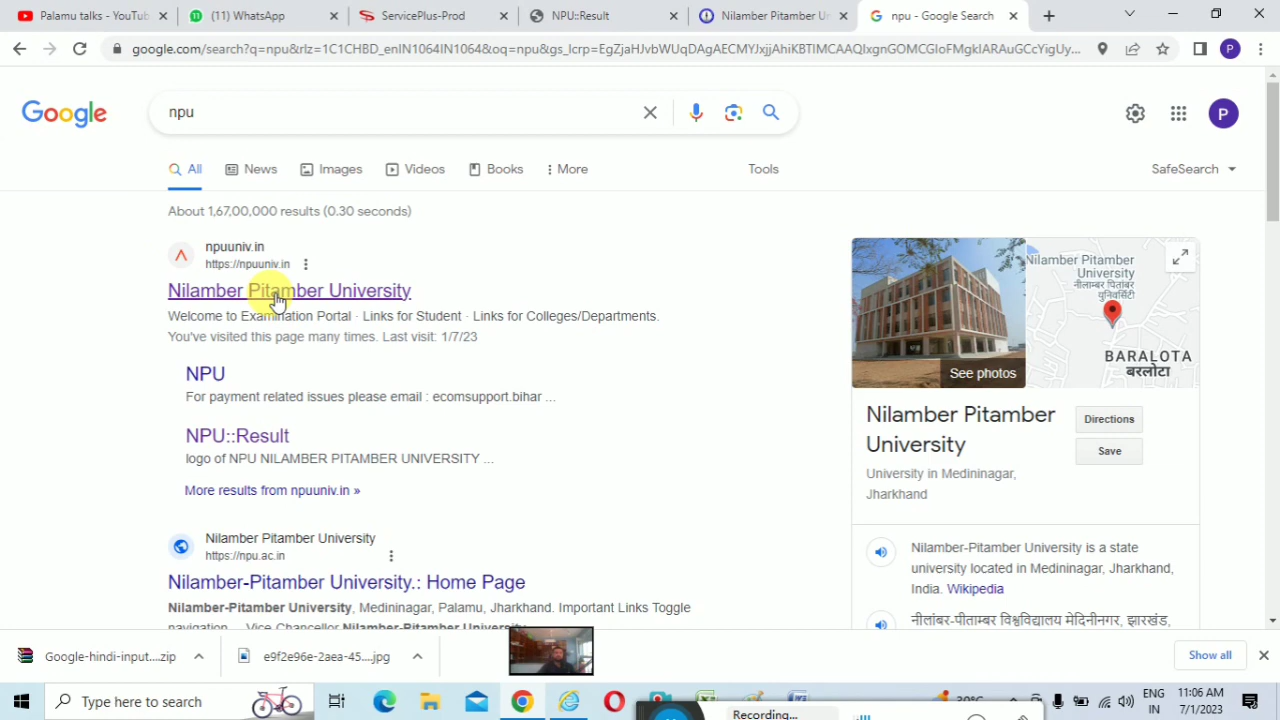 Palamu talks - YouTub
(11) WhatsApp
ServicePlus-Prod
NPU::Result
Nilamber Pitamber Un
npu - Google Search
google.com/search?q=npu&rlz=1C1CHBD_enIN1064IN1064&oq=npu&gs_lcrp=
Google
npu
P
P
All
News
Images
Videos
Books
More
Tools
SafeSearch
About 1,67,00,000 results (0.30 seconds)
npuuniv.in
https://npuuniv.in
Nilamber Pitamber University
Welcome to Examination Portal · Links for Student · Links for Colleges/Departments.
You've visited this page many times. Last visit: 1/7/23
NPU
For payment related issues please email : ecomsupport.bihar ...
NPU::Result
logo of NPU NILAMBER PITAMBER UNIVERSITY ...
More results from npuuniv.in »
Nilamber Pitamber University
https://npu.ac.in
Nilamber-Pitamber University.: Home Page
Nilamber-Pitamber University, Medininagar, Palamu, Jharkhand. Important Links Toggle
navigation ... Vice Chancellor Nilamber-Pitamber University
See photos
Nilamber Pitamber
University
नीलाम्बर पितांबर
युनिवर्सिटी
BARALOTA
बरलोटा
Nilamber Pitamber
University
Directions
Save
University in Medininagar,
Jharkhand
Nilamber-Pitamber University is a state
university located in Medininagar, Jharkhand,
India. Wikipedia
नीलांबर-पीताम्बर विश्वविद्यालय मेदिनीनगर, झारखंड,
Google-hindi-input....zip
e9f2e96e-2aea-45....jpg
Show all
Type here to search
Recording...
30°C
ENG
IN
11:06 AM
7/1/2023